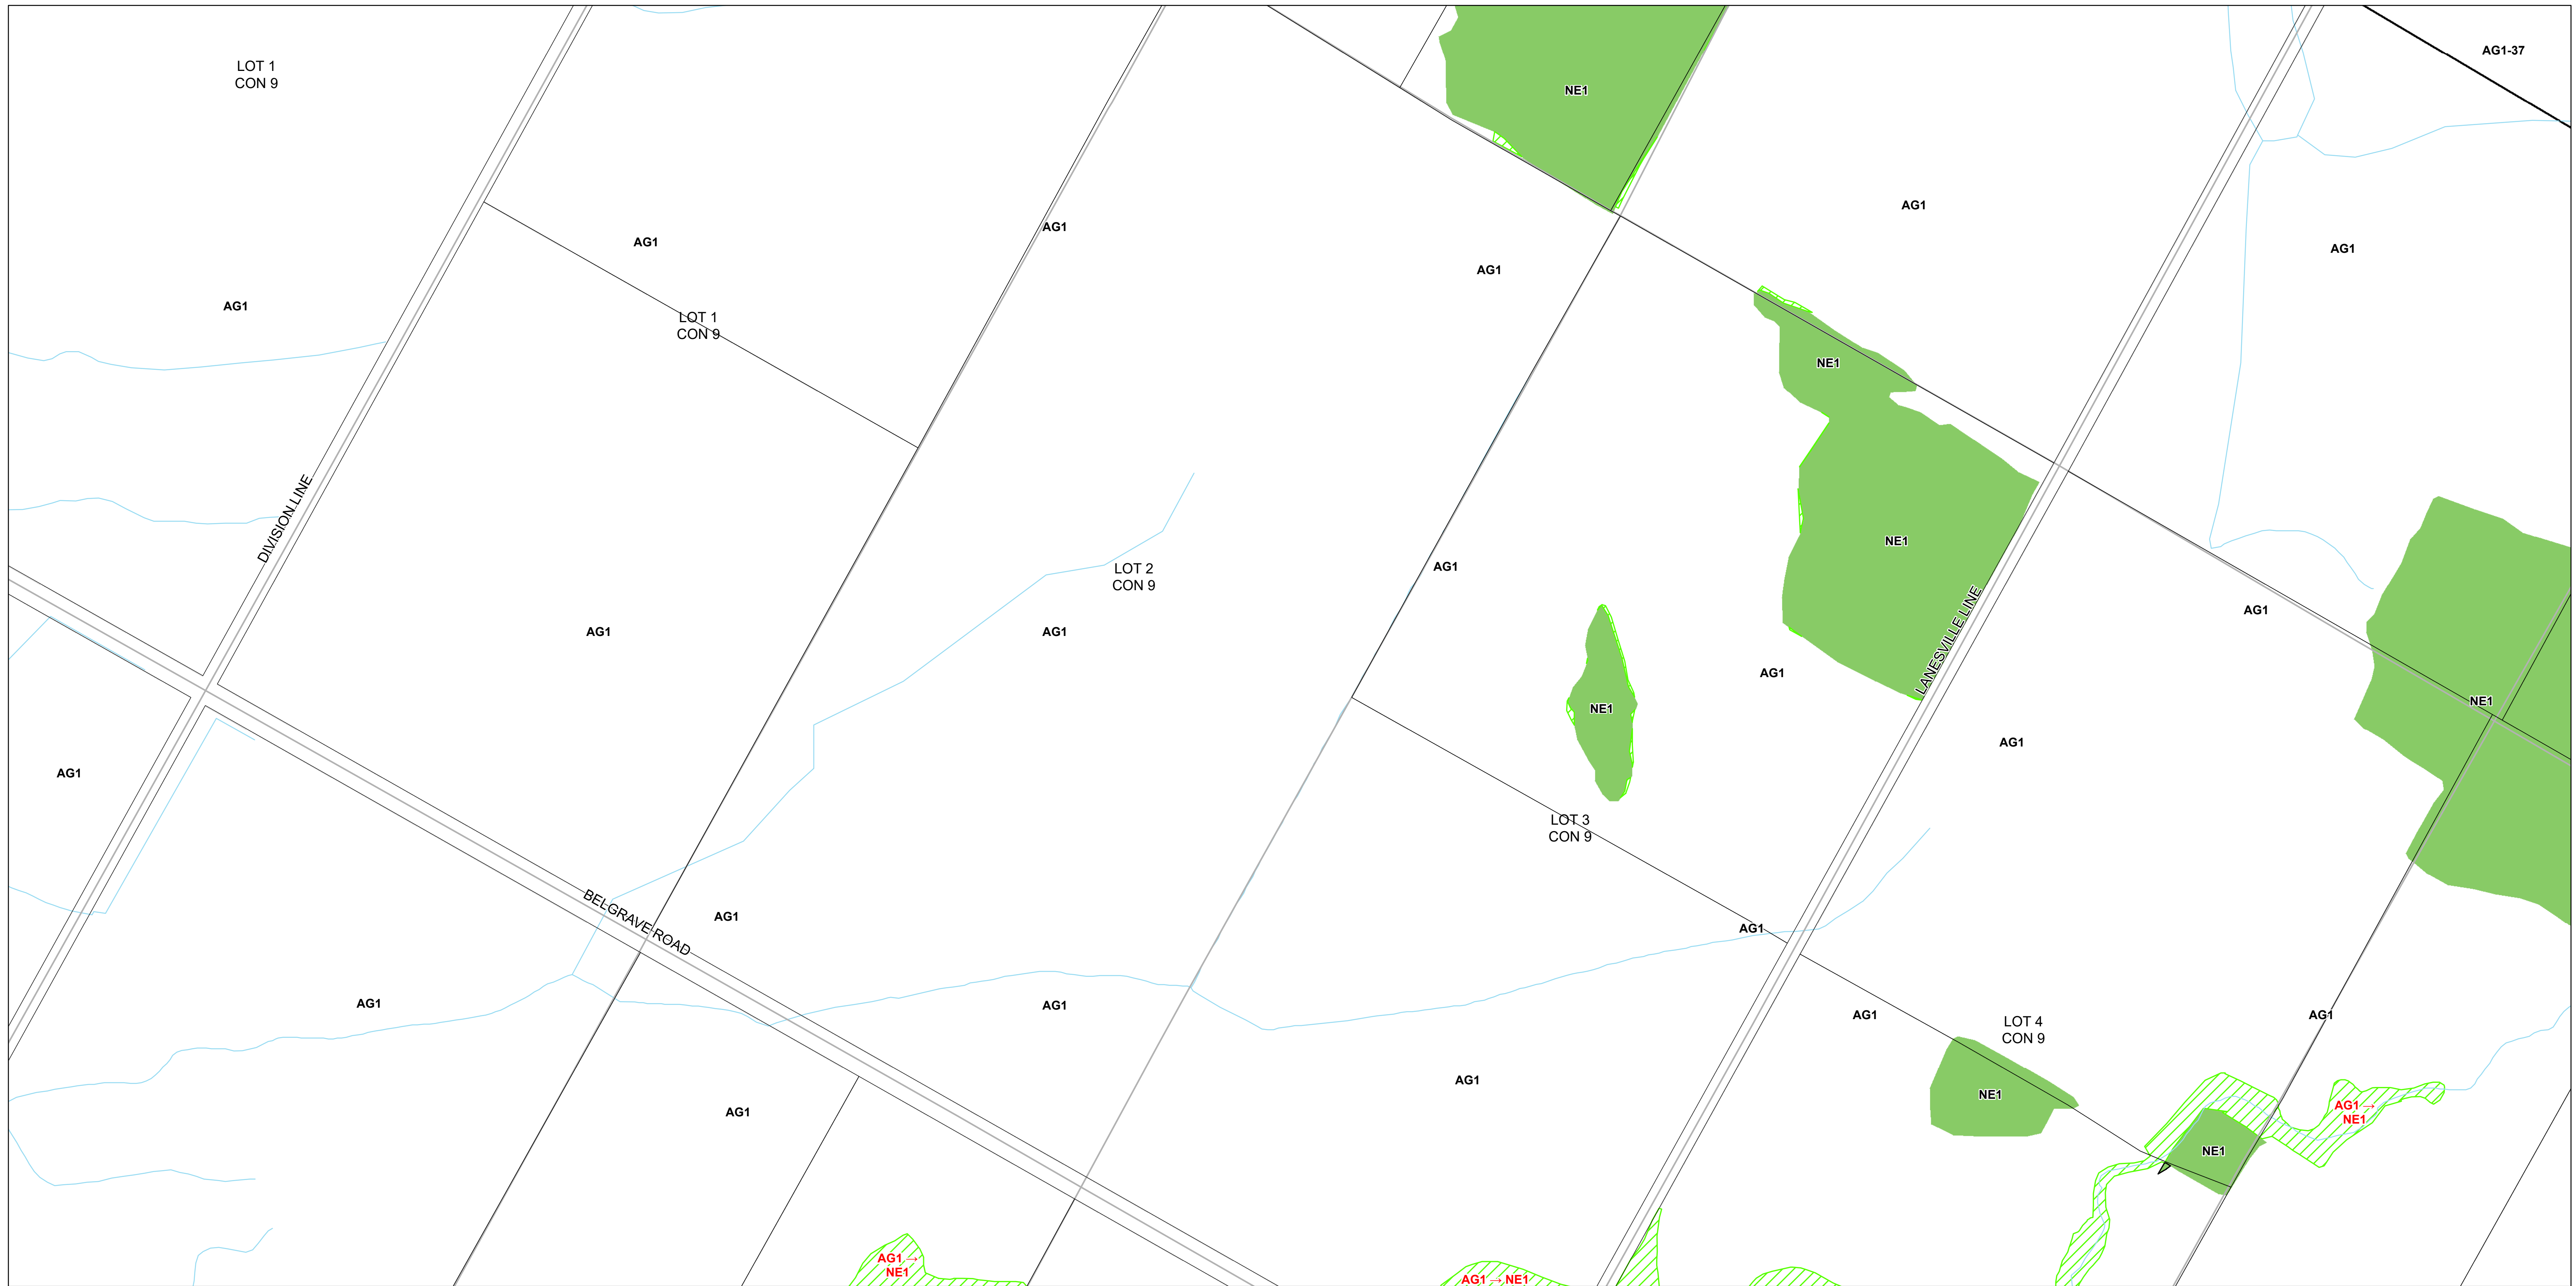 AG1-37
LOT 1
CON 9
NE1
AG1
AG1
AG1
AG1
AG1
AG1
LOT 1
CON 9
NE1
DIVISION LINE
NE1
AG1
LOT 2
CON 9
AG1
AG1
AG1
LANESVILLE LINE
AG1
NE1
NE1
AG1
AG1
LOT 3
CON 9
BELGRAVE ROAD
AG1
AG1
AG1
AG1
AG1
AG1
LOT 4
CON 9
AG1
NE1
AG1
AG1 →
NE1
NE1
AG1
AG1 →
NE1
AG1 → NE1